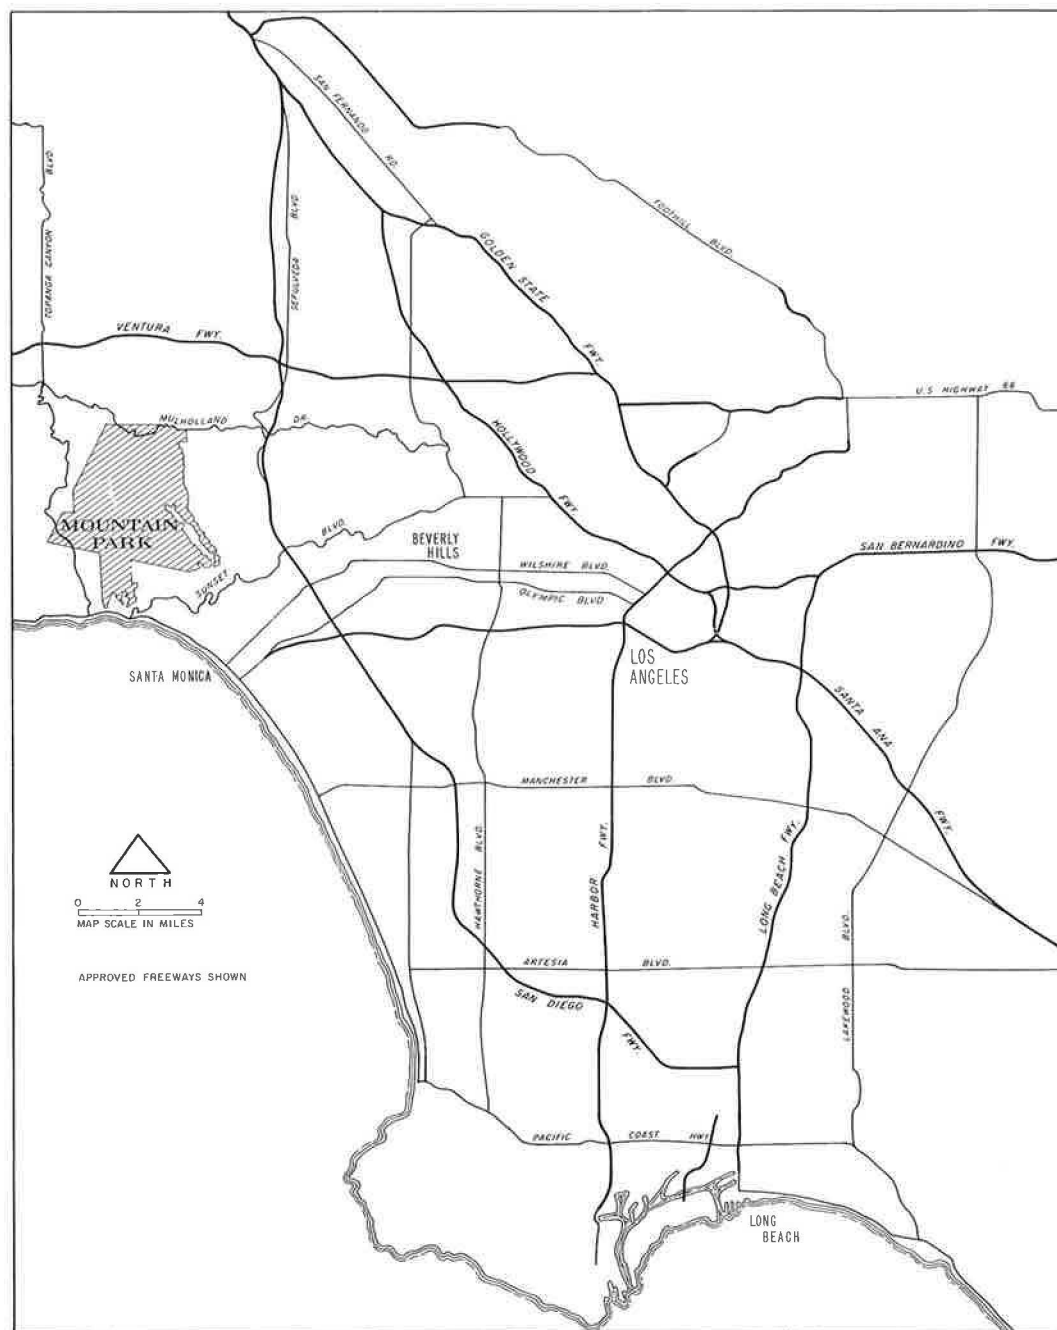 SAN FERNANDO RD.
TOPANGA CANYON BLVD.
SEPULVEDA BLVD.
FOOTHILL BLVD.
GOLDEN STATE FWY.
VENTURA FWY.
U.S HIGHWAY 66
MULHOLLAND DR.
HOLLYWOOD FWY.
MOUNTAIN
PARK
SUNSET BLVD.
BEVERLY
HILLS
WILSHIRE BLVD.
OLYMPIC BLVD
SAN BERNARDINO FWY.
SANTA MONICA
LOS
ANGELES
SANTA ANA FWY.
MANCHESTER BLVD.
HAWTHORNE BLVD.
HARBOR FWY.
LONG BEACH FWY.
LAKEWOOD BLVD.
NORTH
0 2 4
MAP SCALE IN MILES
APPROVED FREEWAYS SHOWN
ARTESIA BLVD.
SAN DIEGO FWY.
PACIFIC COAST HWY.
LONG
BEACH